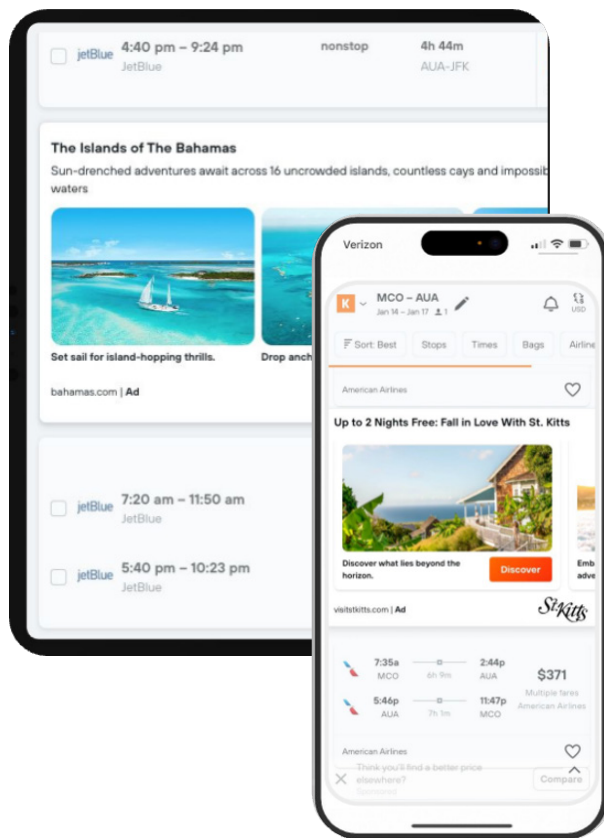 jetBlue 4:40 pm – 9:24 pm nonstop 4h 44m
JetBlue AUA-JFK
The Islands of The Bahamas
Sun-drenched adventures await across 16 uncrowded islands, countless cays and
waters
Set sail for island-hopping thrills. Drop
bahamas.com | Ad
jetBlue 7:20 am – 11:50 am
JetBlue
jetBlue 5:40 pm – 10:23 pm
JetBlue
Verizon
K MCO – AUA
Jan 14 – Jan 17 1 USD
Sort: Best Stops Times Bags
American Airlines
Up to 2 Nights Free: Fall in Love With St. Kitts
Discover what lies beyond the
horizon.
Discover
visitstkitts.com | Ad St. Kitts
7:35a 2:44p
MCO 6h 9m AUA $371
5:46p 11:47p Multiple fares
AUA 7h 1m MCO American Airlines
American Airlines
Think you'll find a better price
elsewhere?
Sponsored
Compare